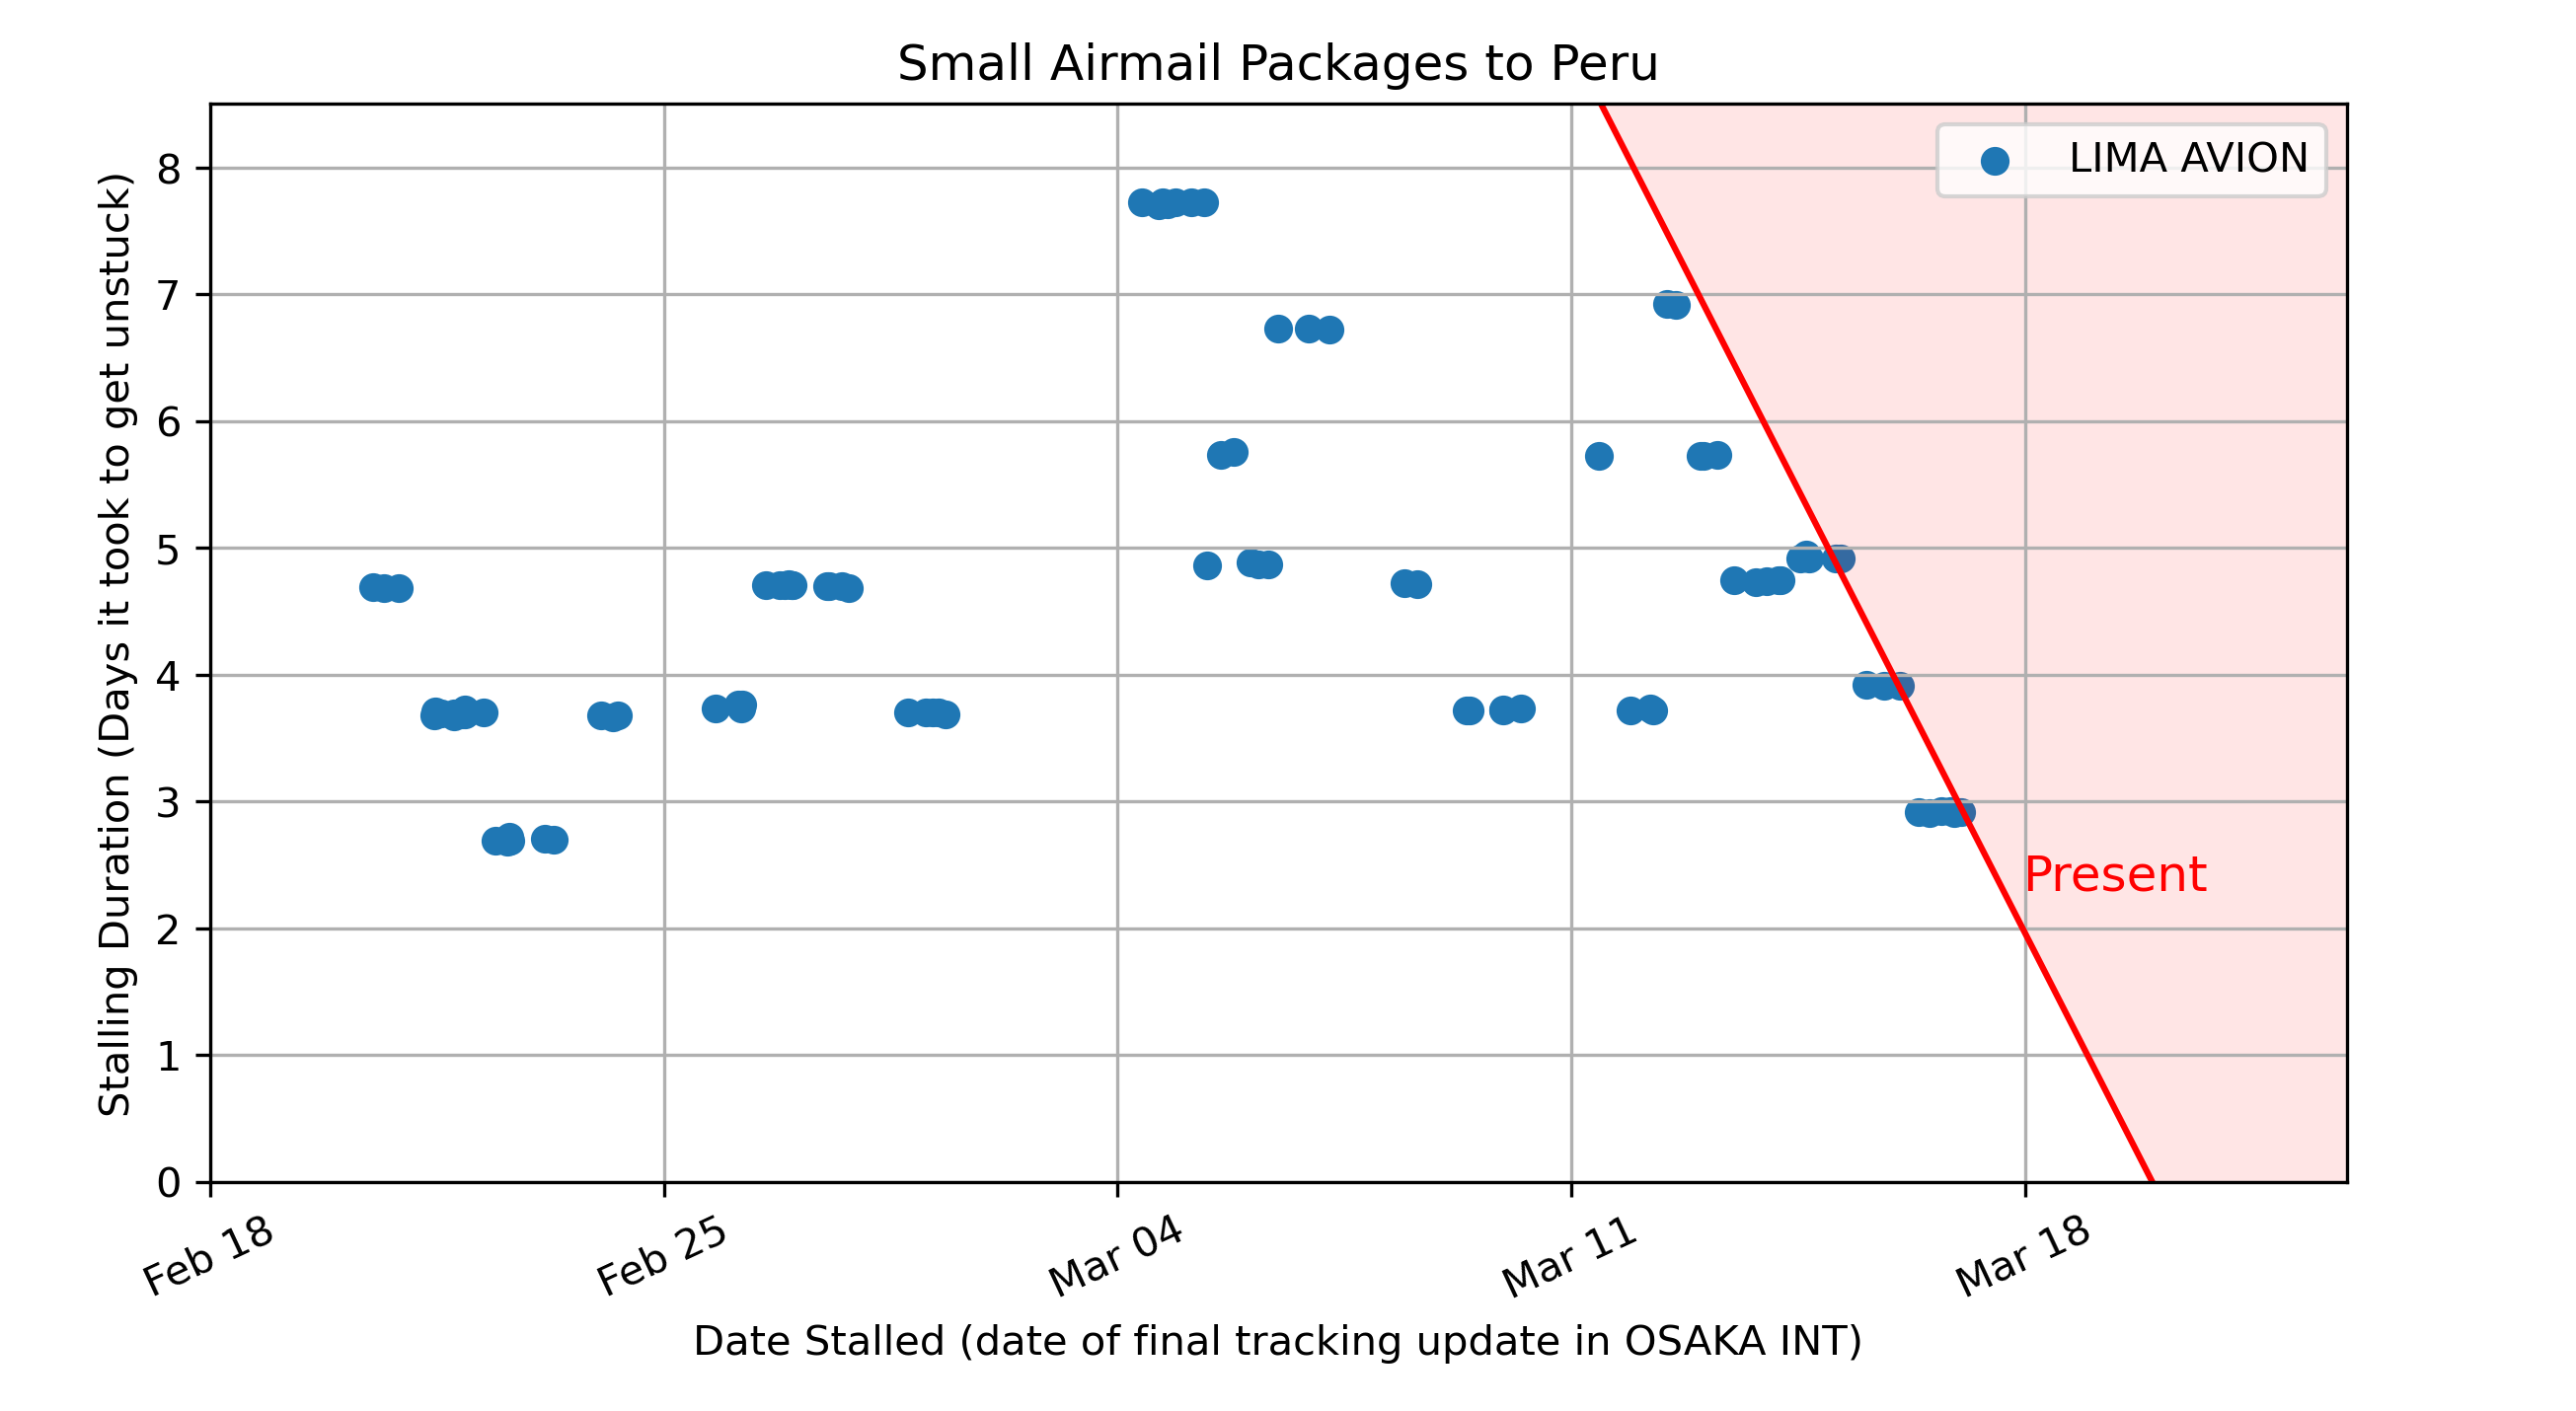 Small Airmail Packages to Peru
LIMA AVION
Stalling Duration (Days it took to get unstuck)
8
7
6
5
4
3
2
1
0
Present
Feb 18
Feb 25
Mar 04
Mar 11
Mar 18
Date Stalled (date of final tracking update in OSAKA INT)